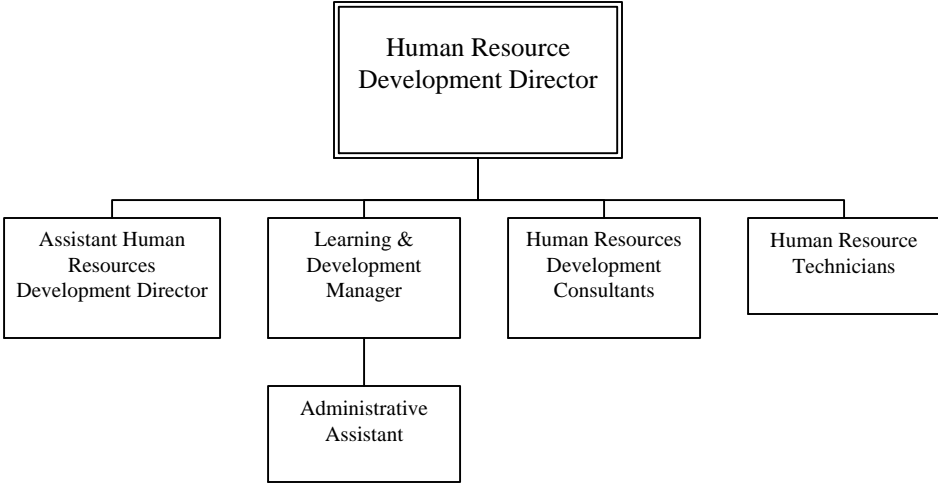 Human Resource
Development Director
Assistant Human
Resources
Development Director
Learning &
Development
Manager
Human Resources
Development
Consultants
Human Resource
Technicians
Administrative
Assistant